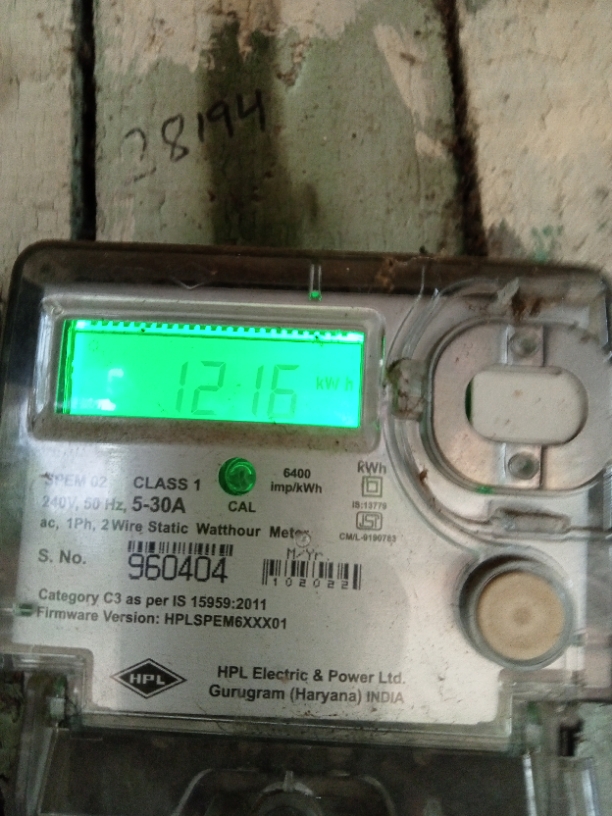 28194
1216 kWh
SPEM 02 CLASS 1 6400 imp/kWh kWh
240V, 50 Hz, 5-30A CAL IS:13779
ac, 1Ph, 2 Wire Static Watthour Meter CM/L-9190783
S. No. 960404 M/Yr.
102022
Category C3 as per IS 15959:2011
Firmware Version: HPLSPEM6XXX01
HPL HPL Electric & Power Ltd.
Gurugram (Haryana) INDIA